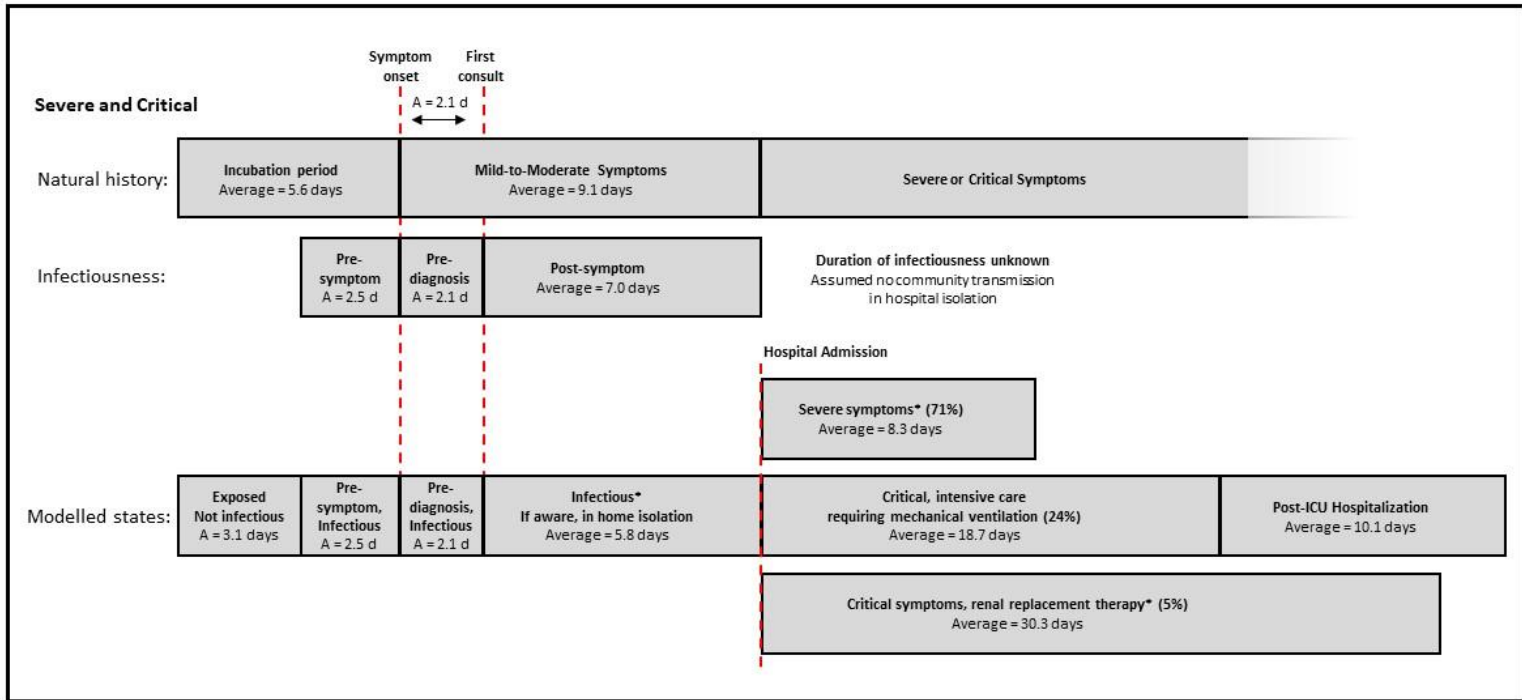 Symptom
onset
First
consult
A = 2.1 d
Severe and Critical
Natural history:
Incubation period
Average = 5.6 days
Mild-to-Moderate Symptoms
Average = 9.1 days
Severe or Critical Symptoms
Infectiousness:
Pre-
symptom
A = 2.5 d
Pre-
diagnosis
A = 2.1 d
Post-symptom
Average = 7.0 days
Duration of infectiousness unknown
Assumed no community transmission
in hospital isolation
Hospital Admission
Severe symptoms* (71%)
Average = 8.3 days
Modelled states:
Exposed
Not infectious
A = 3.1 days
Pre-
symptom,
Infectious
A = 2.5 d
Pre-
diagnosis,
Infectious
A = 2.1 d
Infectious*
If aware, in home isolation
Average = 5.8 days
Critical, intensive care
requiring mechanical ventilation (24%)
Average = 18.7 days
Post-ICU Hospitalization
Average = 10.1 days
Critical symptoms, renal replacement therapy* (5%)
Average = 30.3 days